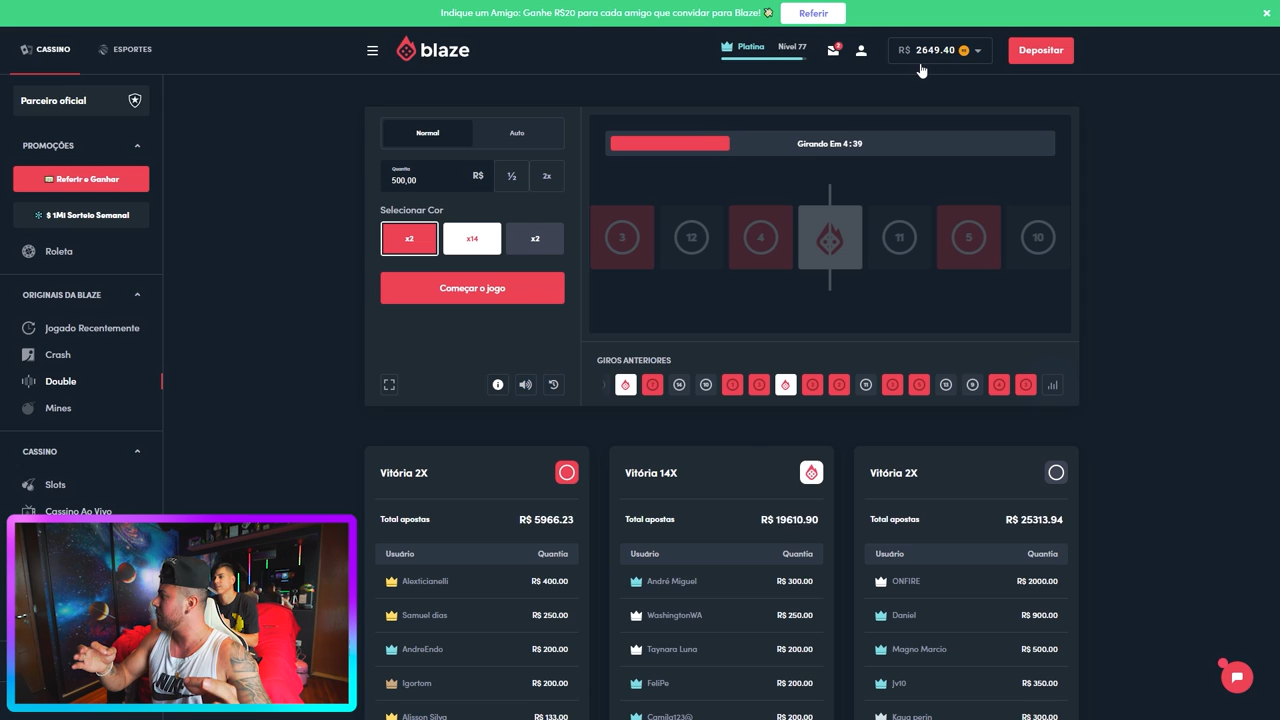 Indique um Amigo: Ganhe R$20 para cada amigo que convidar para Blaze!
Referir
CASSINO
ESPORTES
blaze
Platina
Nível 77
R$ 2649.40
Depositar
Parceiro oficial
PROMOÇÕES
Referir e Ganhar
$ 1Mi Sorteio Semanal
Roleta
ORIGINAIS DA BLAZE
Jogado Recentemente
Crash
Double
Mines
CASSINO
Slots
Cassino Ao Vivo
Normal
Auto
Quantia
500,00
R$
½
2x
Selecionar Cor
x2
x14
x2
Começar o jogo
Girando Em 4:39
3
12
4
11
5
10
GIROS ANTERIORES
14
10
11
13
9
Vitória 2X
Total apostas
R$ 5966.23
Usuário
Quantia
Alexticianelli
R$ 400.00
Samuel dias
R$ 250.00
AndreEndo
R$ 200.00
Igortom
R$ 200.00
Alisson Silva
R$ 133.00
Vitória 14X
Total apostas
R$ 19610.90
Usuário
Quantia
André Miguel
R$ 300.00
WashingtonWA
R$ 250.00
Taynara Luna
R$ 200.00
FeliPe
R$ 200.00
Camila123@
R$ 200.00
Vitória 2X
Total apostas
R$ 25313.94
Usuário
Quantia
ONFIRE
R$ 2000.00
Daniel
R$ 900.00
Magno Marcio
R$ 500.00
Jv10
R$ 350.00
Kaua perin
R$ 300.00